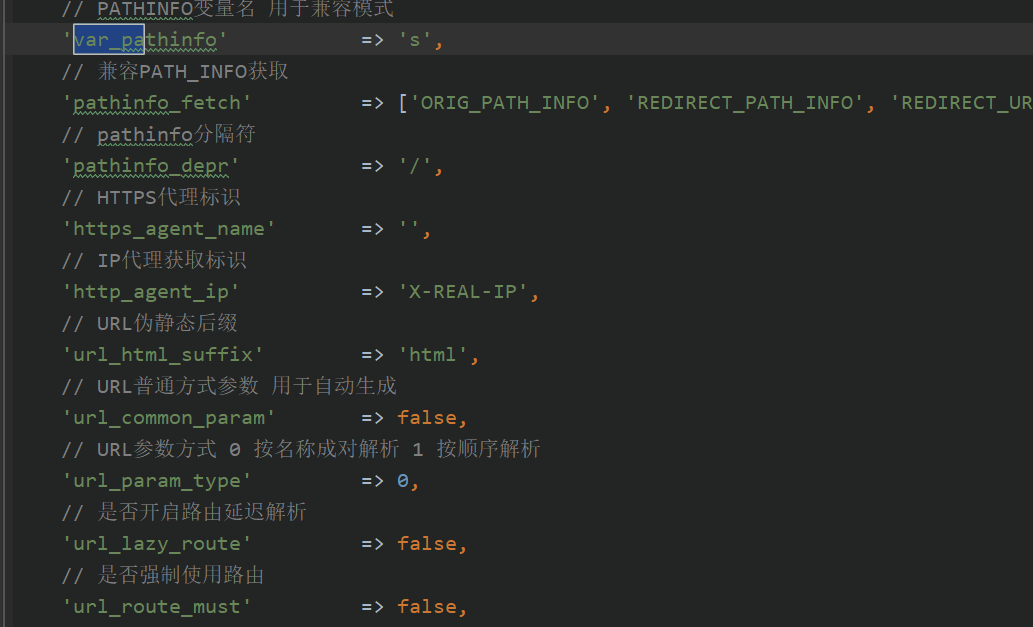 // PATHINFO变量名 用于兼容模式
'var_pathinfo' => 's',
// 兼容PATH_INFO获取
'pathinfo_fetch' => ['ORIG_PATH_INFO', 'REDIRECT_PATH_INFO', 'REDIRECT_UR
// pathinfo分隔符
'pathinfo_depr' => '/',
// HTTPS代理标识
'https_agent_name' => '',
// IP代理获取标识
'http_agent_ip' => 'X-REAL-IP',
// URL伪静态后缀
'url_html_suffix' => 'html',
// URL普通方式参数 用于自动生成
'url_common_param' => false,
// URL参数方式 0 按名称成对解析 1 按顺序解析
'url_param_type' => 0,
// 是否开启路由延迟解析
'url_lazy_route' => false,
// 是否强制使用路由
'url_route_must' => false,